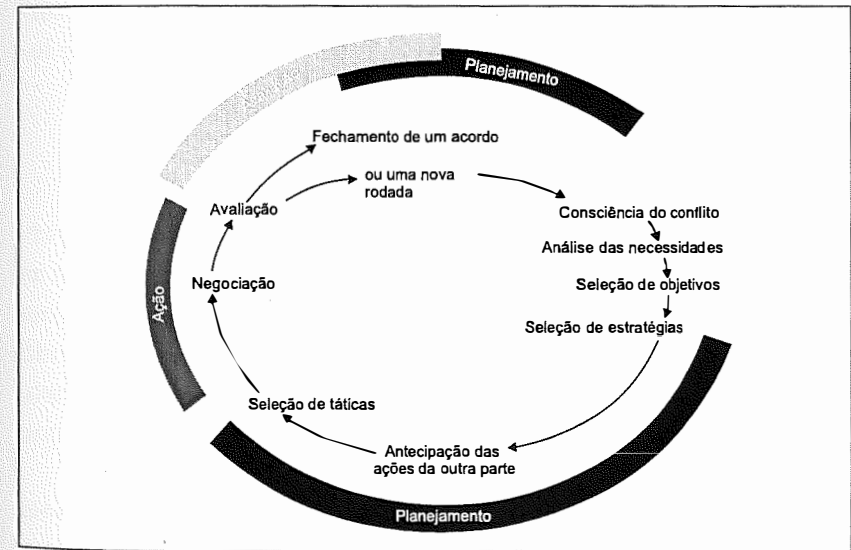 Planejamento
Fechamento de um acordo
ou uma nova
rodada
Avaliação
Consciência do conflito
Análise das necessidades
Negociação
Seleção de objetivos
Ação
Seleção de estratégias
Seleção de táticas
Antecipação das
ações da outra parte
Planejamento